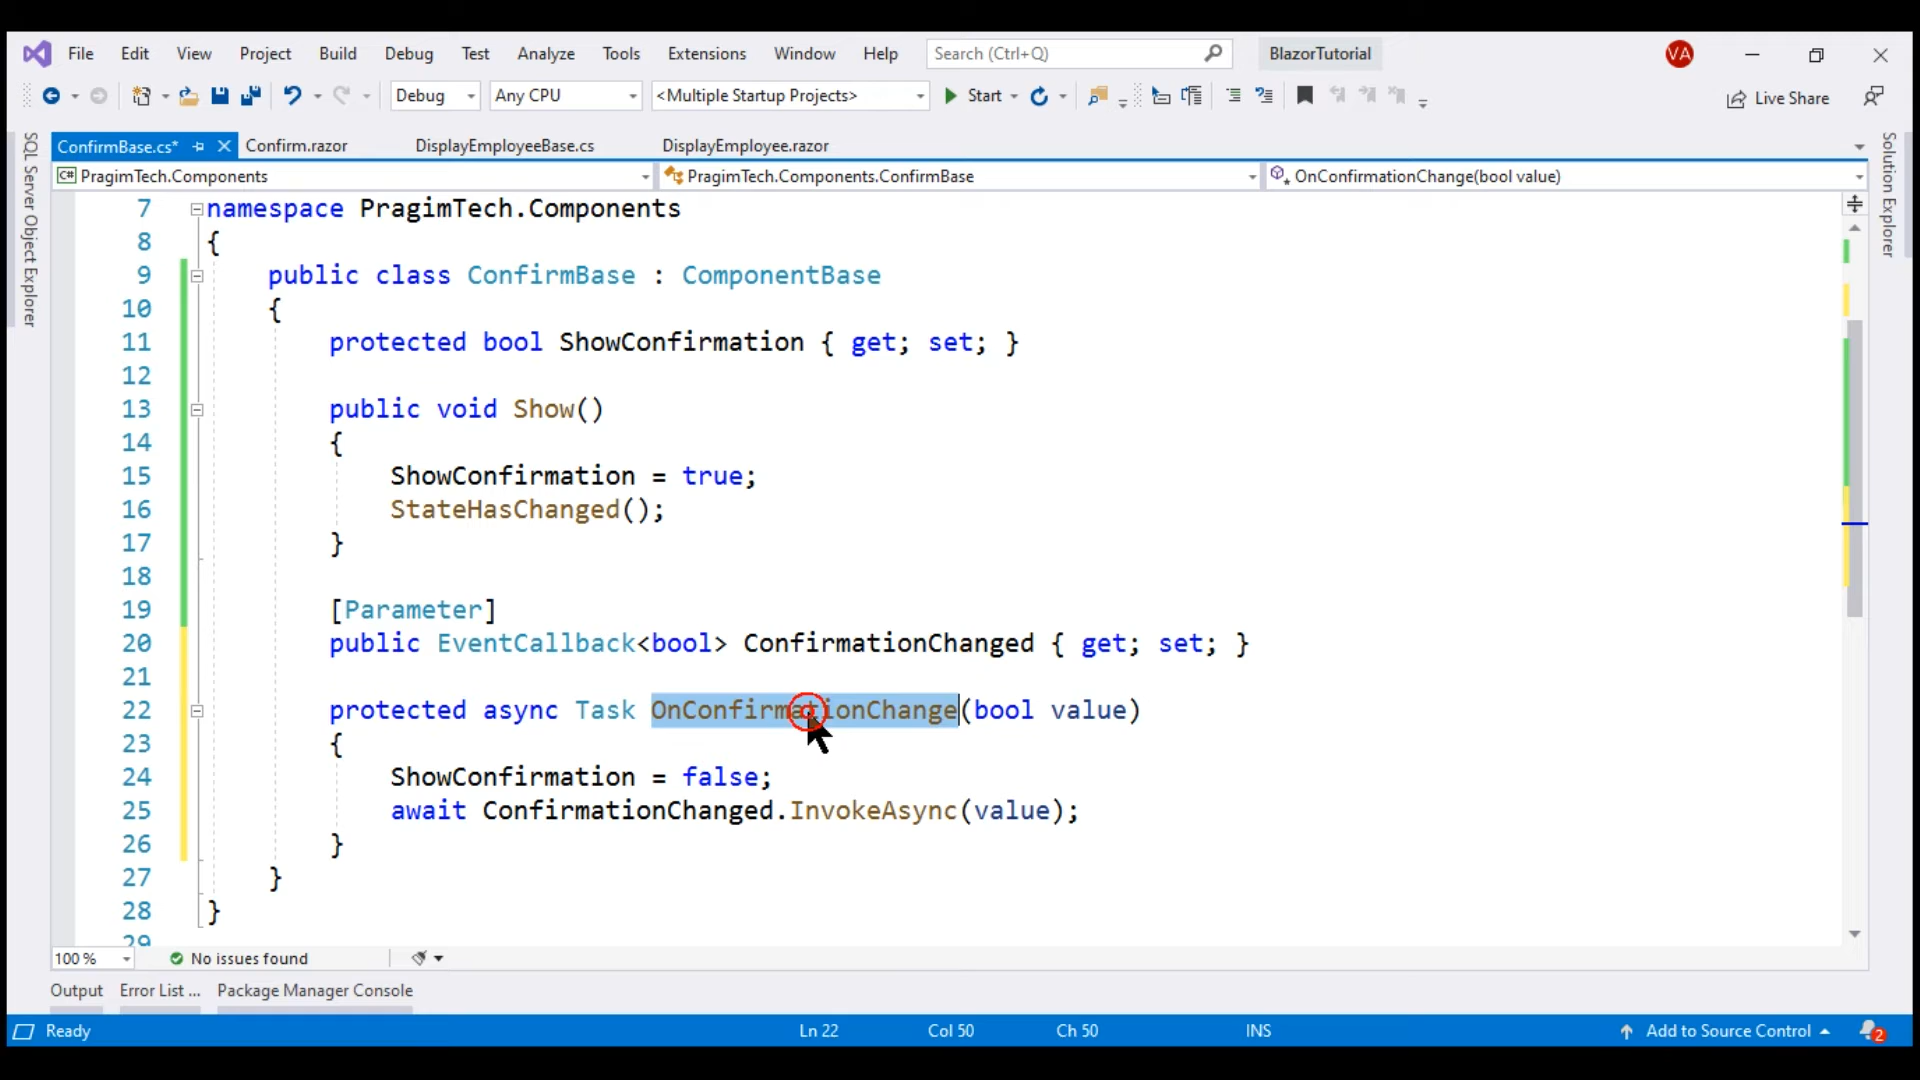 File Edit View Project Build Debug Test Analyze Tools Extensions Window Help Search (Ctrl+Q) BlazorTutorial VA
Debug Any CPU <Multiple Startup Projects> Start Live Share
SQL Server Object Explorer
Solution Explorer
ConfirmBase.cs* Confirm.razor DisplayEmployeeBase.cs DisplayEmployee.razor
C# PragimTech.Components PragimTech.Components.ConfirmBase OnConfirmationChange(bool value)
7 namespace PragimTech.Components
8 {
9 public class ConfirmBase : ComponentBase
10 {
11 protected bool ShowConfirmation { get; set; }
12
13 public void Show()
14 {
15 ShowConfirmation = true;
16 StateHasChanged();
17 }
18
19 [Parameter]
20 public EventCallback<bool> ConfirmationChanged { get; set; }
21
22 protected async Task OnConfirmationChange(bool value)
23 {
24 ShowConfirmation = false;
25 await ConfirmationChanged.InvokeAsync(value);
26 }
27 }
28 }
29
100 % No issues found
Output Error List ... Package Manager Console
Ready Ln 22 Col 50 Ch 50 INS Add to Source Control 2